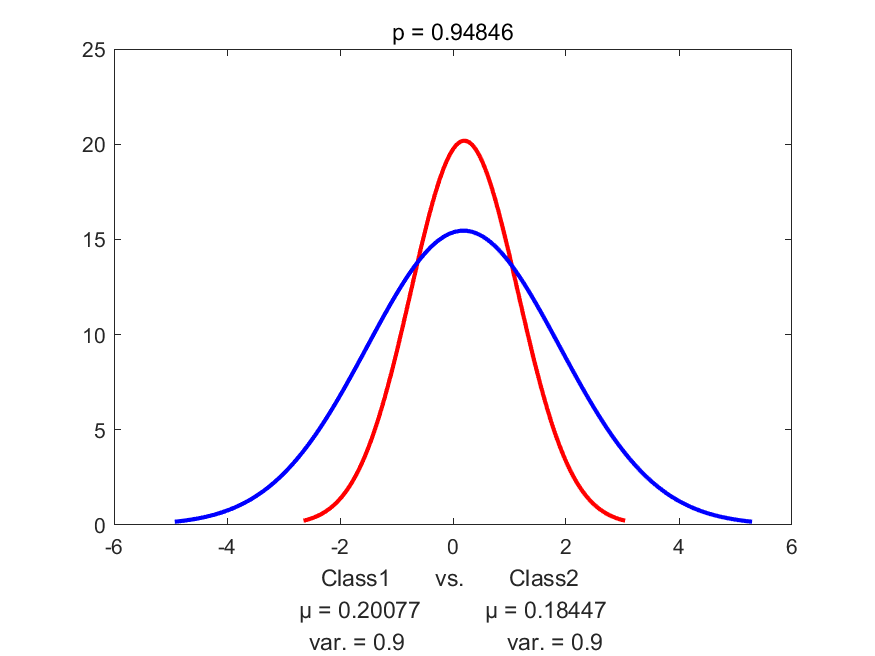 p = 0.94846
25
20
15
10
5
0
-6 -4 -2 0 2 4 6
Class1 vs. Class2
μ = 0.20077 μ = 0.18447
var. = 0.9 var. = 0.9